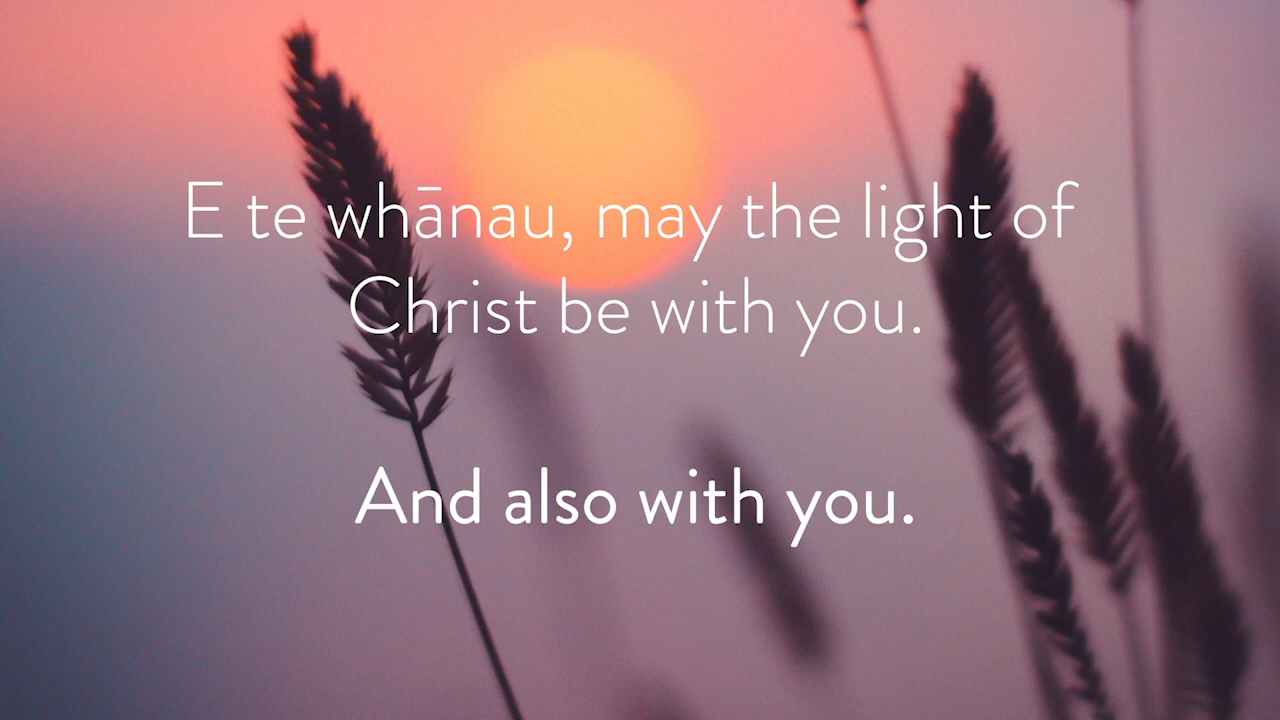 E te whānau, may the light of
Christ be with you.
And also with you.